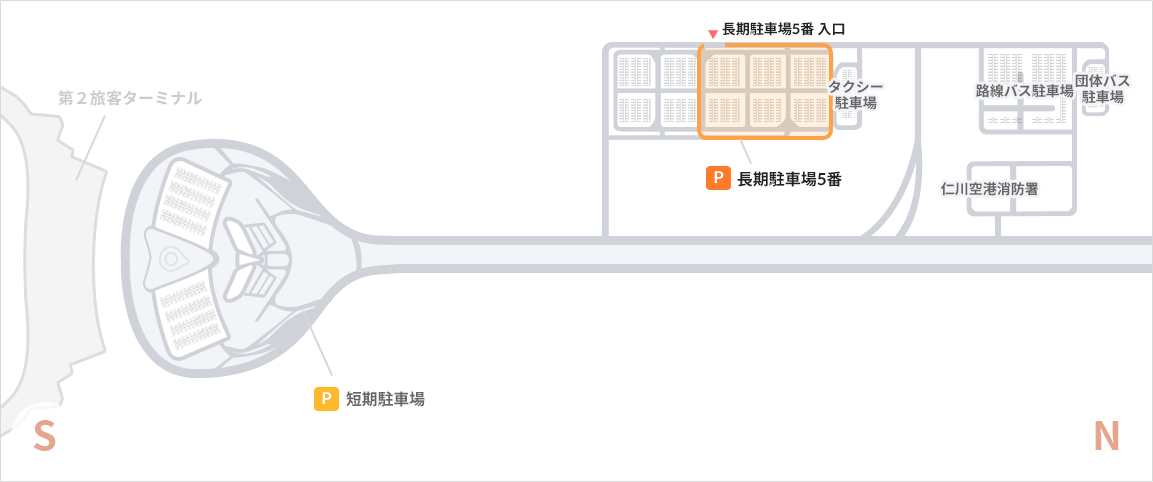 長期駐車場5番 入口
第２旅客ターミナル
タクシー
駐車場
路線バス駐車場
団体バス
駐車場
P 長期駐車場5番
仁川空港消防署
P 短期駐車場
S
N